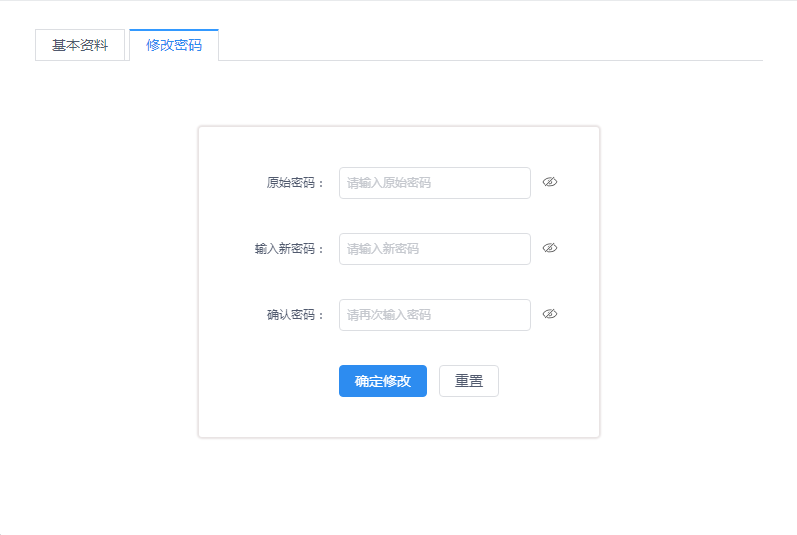 基本资料 修改密码
原始密码： 请输入原始密码
输入新密码： 请输入新密码
确认密码： 请再次输入密码
确定修改 重置